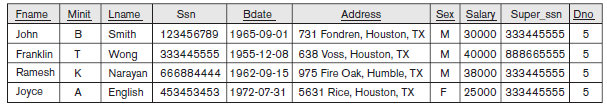 Fname Minit Lname Ssn Bdate Address Sex Salary Super_ssn Dno
John B Smith 123456789 1965-09-01 731 Fondren, Houston, TX M 30000 333445555 5
Franklin T Wong 333445555 1955-12-08 638 Voss, Houston, TX M 40000 888665555 5
Ramesh K Narayan 666884444 1962-09-15 975 Fire Oak, Humble, TX M 38000 333445555 5
Joyce A English 453453453 1972-07-31 5631 Rice, Houston, TX F 25000 333445555 5